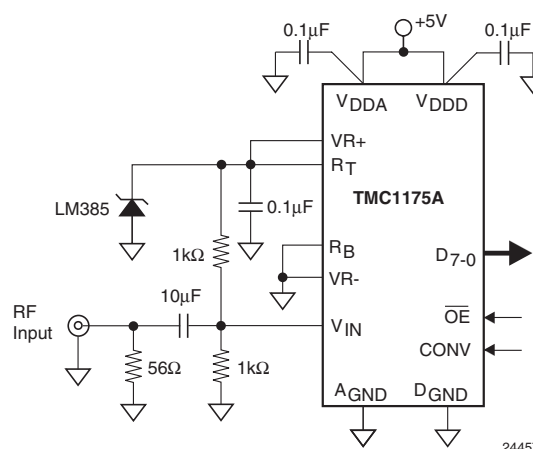 0.1µF
+5V
0.1µF
VDDA
VDDD
VR+
RT
TMC1175A
LM385
0.1µF
1kΩ
RB
D7-0
VR-
10µF
RF
Input
VIN
OE
CONV
56Ω
1kΩ
AGND
DGND